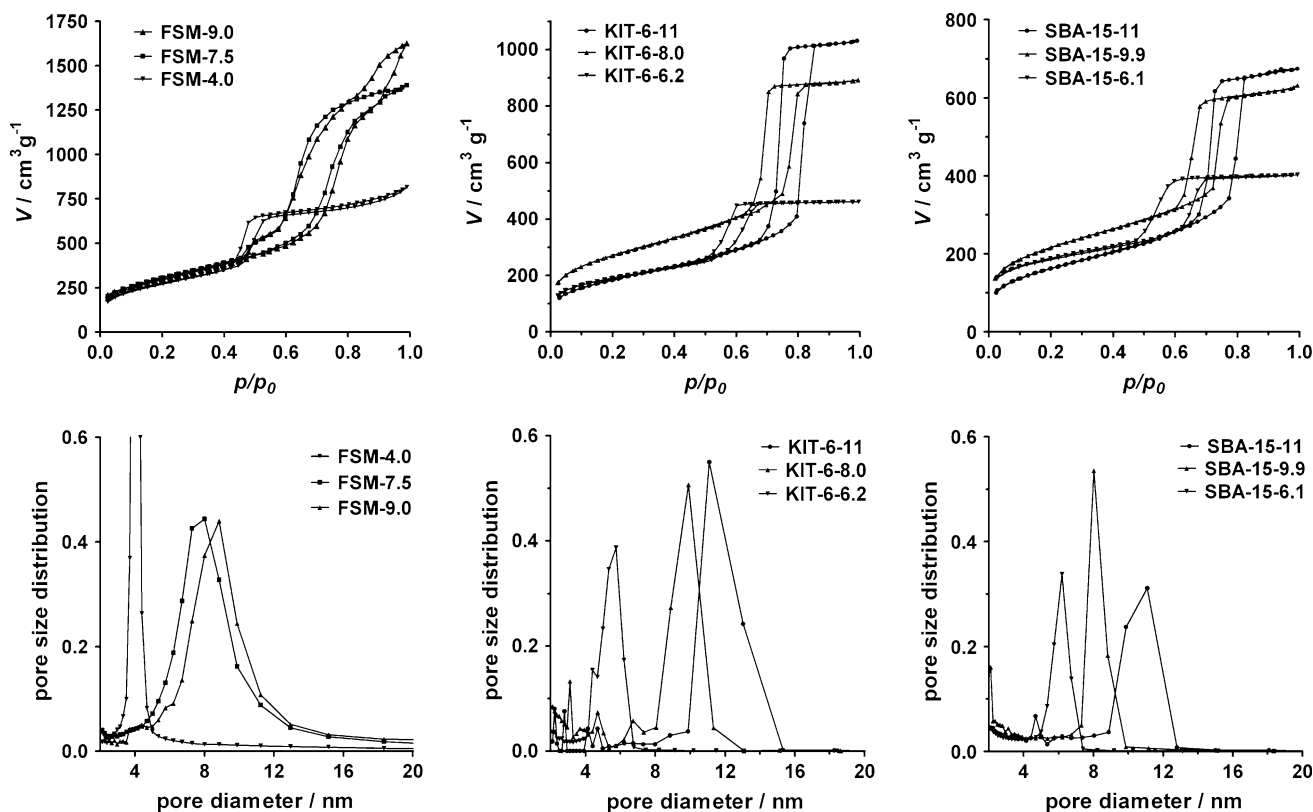 1750
1500
1250
1000
750
500
250
0
V / cm³ g⁻¹
FSM-9.0
FSM-7.5
FSM-4.0
0.0 0.2 0.4 0.6 0.8 1.0
p/p₀
1000
800
600
400
200
0
V / cm³ g⁻¹
KIT-6-11
KIT-6-8.0
KIT-6-6.2
0.0 0.2 0.4 0.6 0.8 1.0
p/p₀
800
600
400
200
0
V / cm³ g⁻¹
SBA-15-11
SBA-15-9.9
SBA-15-6.1
0.0 0.2 0.4 0.6 0.8 1.0
p/p₀
0.6
0.4
0.2
0.0
pore size distribution
FSM-4.0
FSM-7.5
FSM-9.0
4 8 12 16 20
pore diameter / nm
0.6
0.4
0.2
0.0
pore size distribution
KIT-6-11
KIT-6-8.0
KIT-6-6.2
4 8 12 16 20
pore diameter / nm
0.6
0.4
0.2
0.0
pore size distribution
SBA-15-11
SBA-15-9.9
SBA-15-6.1
4 8 12 16 20
pore diameter / nm